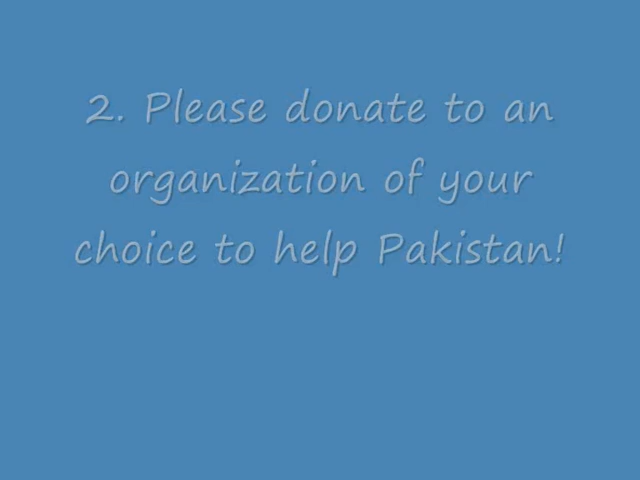 2. Please donate to an
organization of your
choice to help Pakistan!